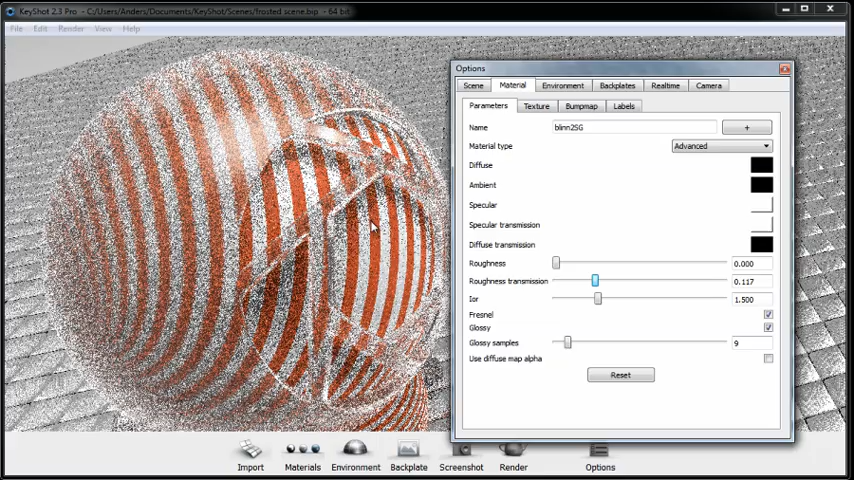 KeyShot 2.3 Pro - C:/Users/Anders/Documents/KeyShot/Scenes/frosted scene.bip - 64 bit
File Edit Render View Help
Options
Scene Material Environment Backplates Realtime Camera
Parameters Texture Bumpmap Labels
Name blinn2SG +
Material type Advanced
Diffuse
Ambient
Specular
Specular transmission
Diffuse transmission
Roughness 0.000
Roughness transmission 0.117
Ior 1.500
Fresnel
Glossy
Glossy samples 9
Use diffuse map alpha
Reset
Import Materials Environment Backplate Screenshot Render Options